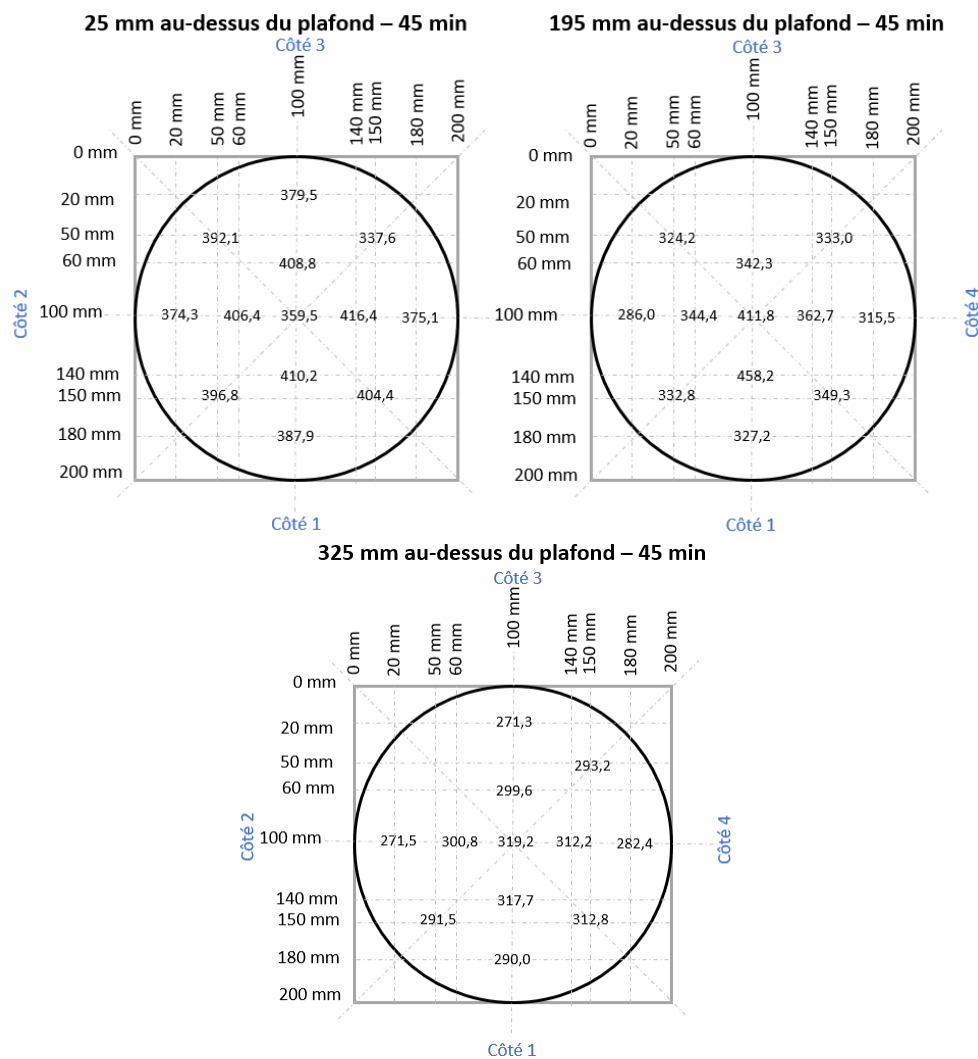 25 mm au-dessus du plafond – 45 min
Côté 3
0 mm
20 mm
50 mm
60 mm
100 mm
140 mm
150 mm
180 mm
200 mm
0 mm
20 mm
50 mm
60 mm
100 mm
140 mm
150 mm
180 mm
200 mm
Côté 2
379,5
392,1 337,6
408,8
374,3 406,4 359,5 416,4 375,1
410,2
396,8 404,4
387,9
Côté 1
195 mm au-dessus du plafond – 45 min
Côté 3
0 mm
20 mm
50 mm
60 mm
100 mm
140 mm
150 mm
180 mm
200 mm
0 mm
20 mm
50 mm
60 mm
100 mm
140 mm
150 mm
180 mm
200 mm
324,2 333,0
342,3
286,0 344,4 411,8 362,7 315,5
458,2
332,8 349,3
327,2
Côté 4
Côté 1
325 mm au-dessus du plafond – 45 min
Côté 3
0 mm
20 mm
50 mm
60 mm
100 mm
140 mm
150 mm
180 mm
200 mm
0 mm
20 mm
50 mm
60 mm
100 mm
140 mm
150 mm
180 mm
200 mm
Côté 2
271,3
293,2
299,6
271,5 300,8 319,2 312,2 282,4
317,7
291,5 312,8
290,0
Côté 4
Côté 1